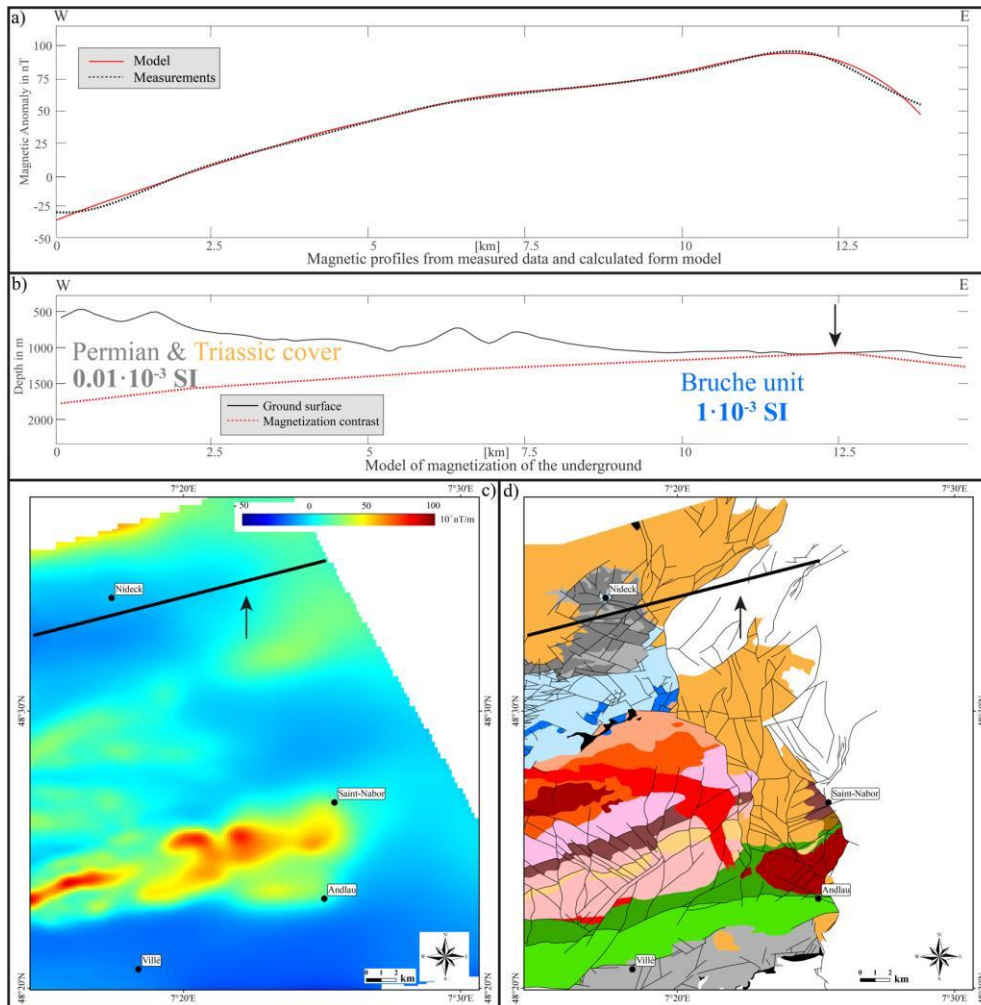 a)
W
E
Magnetic Anomaly in nT
100
75
50
0
-25
-50
Model
Measurements
0
2.5
5
[km]
7.5
10
12.5
Magnetic profiles from measured data and calculated form model
b)
W
E
Depth in m
500
1000
1500
2000
Permian & Triassic cover
0.01·10⁻³ SI
Bruche unit
1·10⁻³ SI
Ground surface
Magnetization contrast
0
2.5
5
[km]
7.5
10
12.5
Model of magnetization of the underground
7°20'E
7°30'E
c)
-50
0
50
100
Nideck
48°30'N
Saint-Nabor
Andlau
Villé
N
W
E
S
0 1 2
km
48°20'N
7°20'E
7°30'E
7°20'E
7°30'E
d)
Nideck
48°30'N
48°20'N
Saint-Nabor
Andlau
Villé
N
W
E
S
0 1 2
km
48°20'N
48°20'N
7°20'E
7°30'E